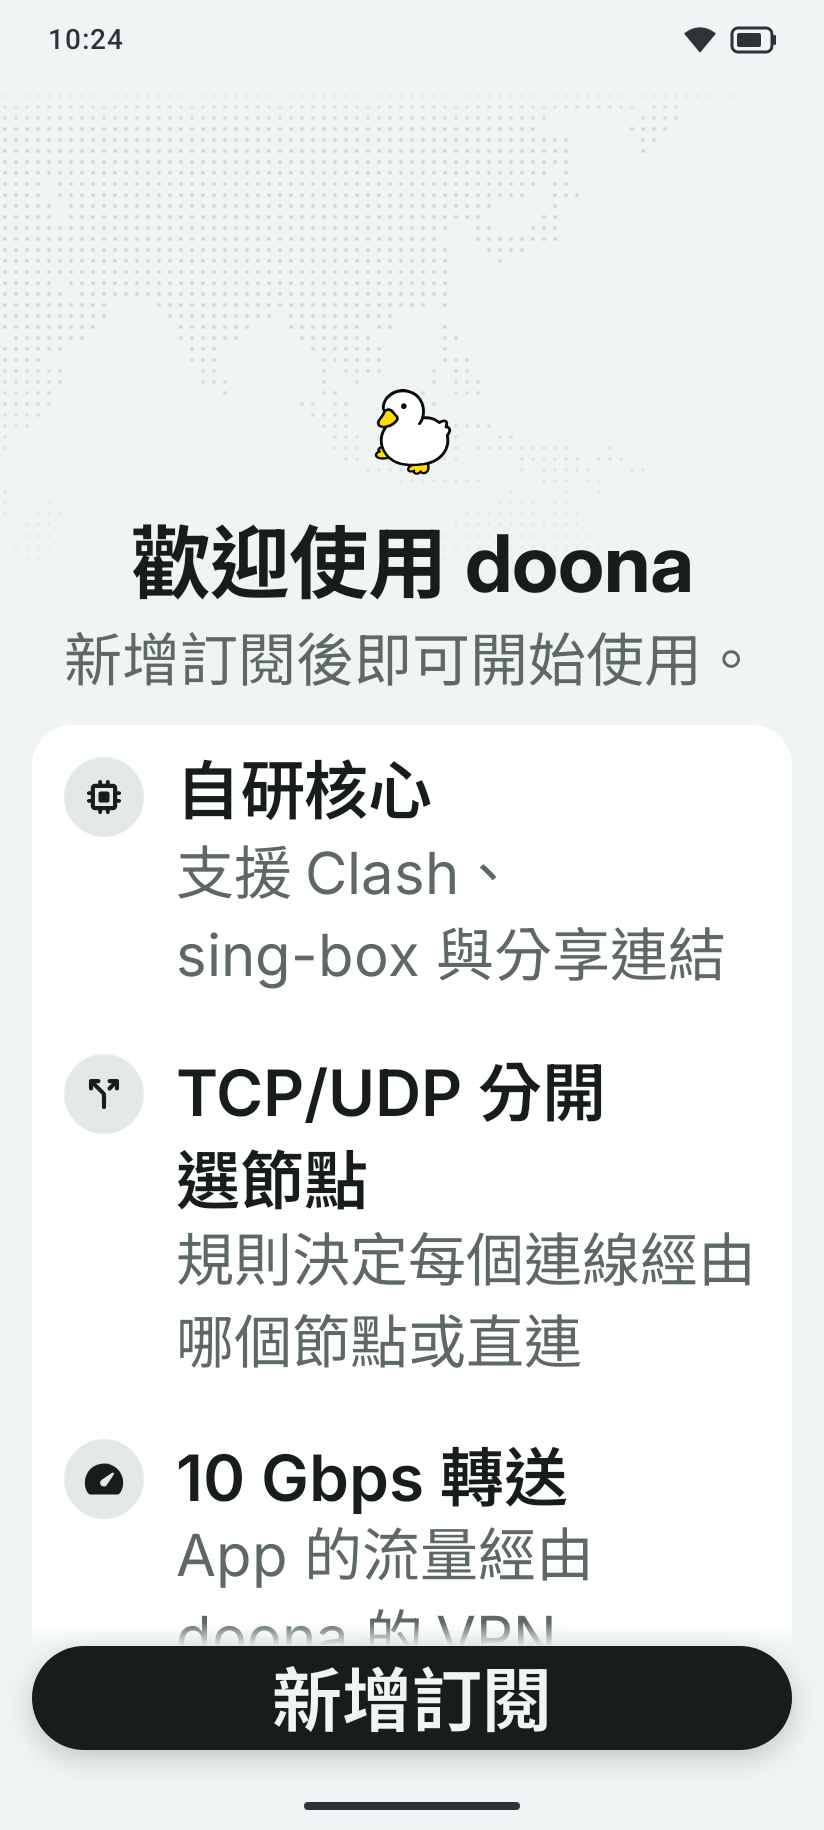 10:24
歡迎使用 doona
新增訂閱後即可開始使用。
自研核心
支援 Clash、
sing-box 與分享連結
TCP/UDP 分開
選節點
規則決定每個連線經由
哪個節點或直連
10 Gbps 轉送
App 的流量經由
doona 的 VPN
新增訂閱